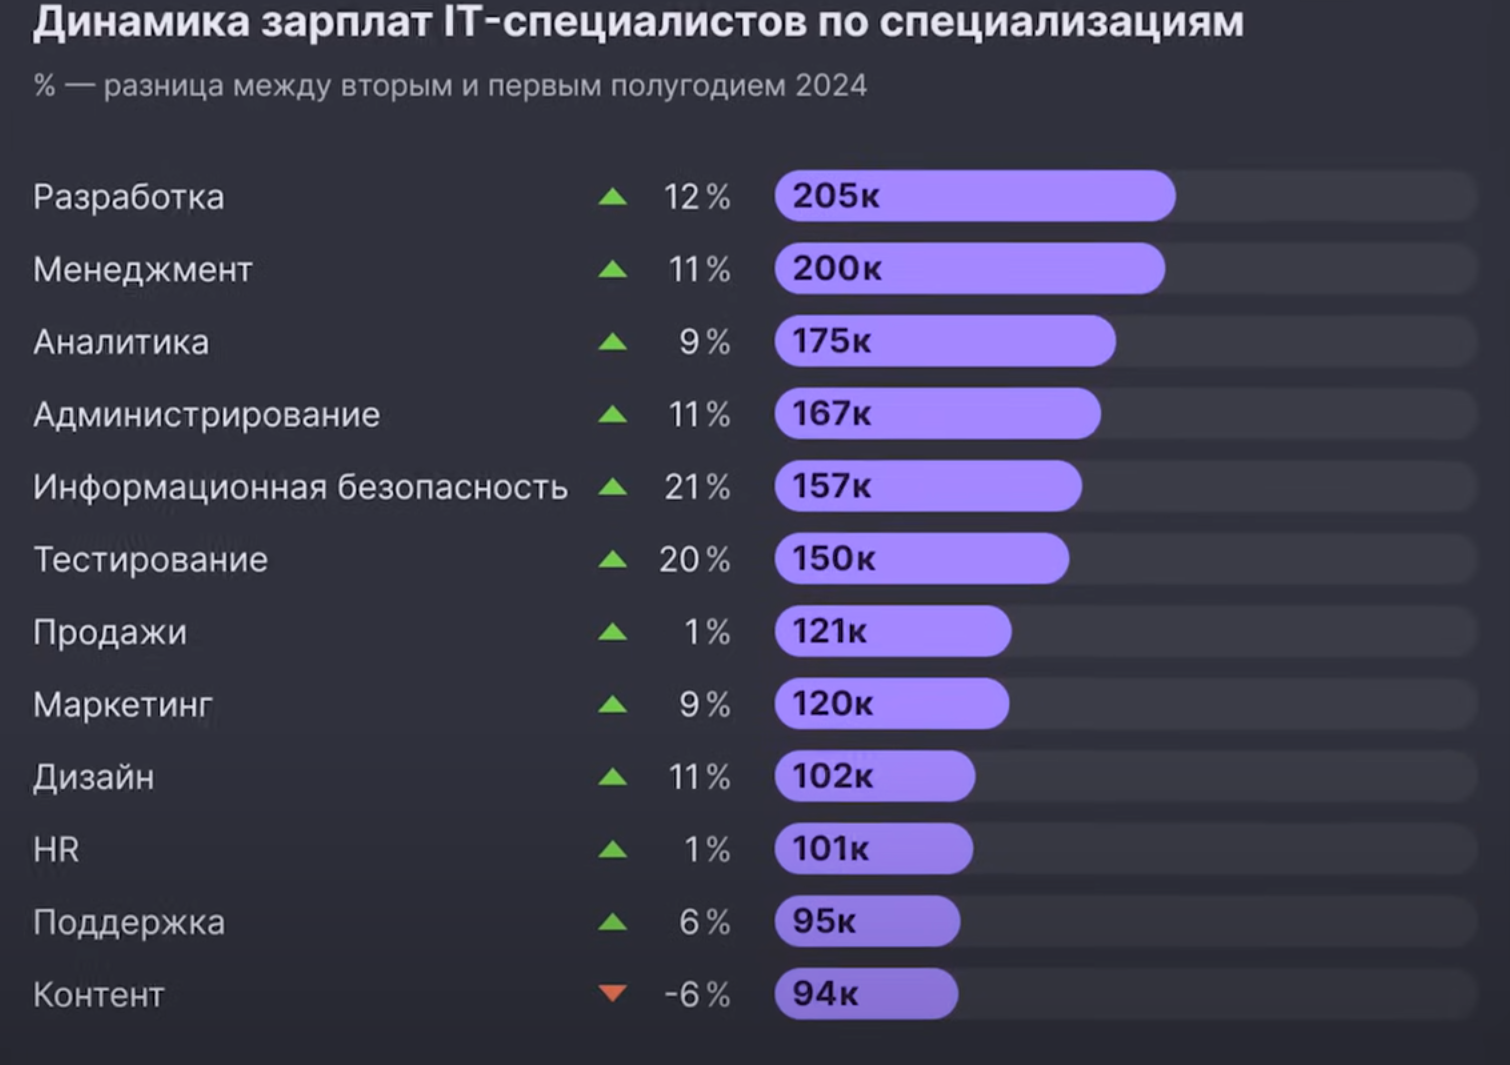 Динамика зарплат IT-специалистов по специализациям
% — разница между вторым и первым полугодием 2024
Разработка 12% 205к
Менеджмент 11% 200к
Аналитика 9% 175к
Администрирование 11% 167к
Информационная безопасность 21% 157к
Тестирование 20% 150к
Продажи 1% 121к
Маркетинг 9% 120к
Дизайн 11% 102к
HR 1% 101к
Поддержка 6% 95к
Контент -6% 94к